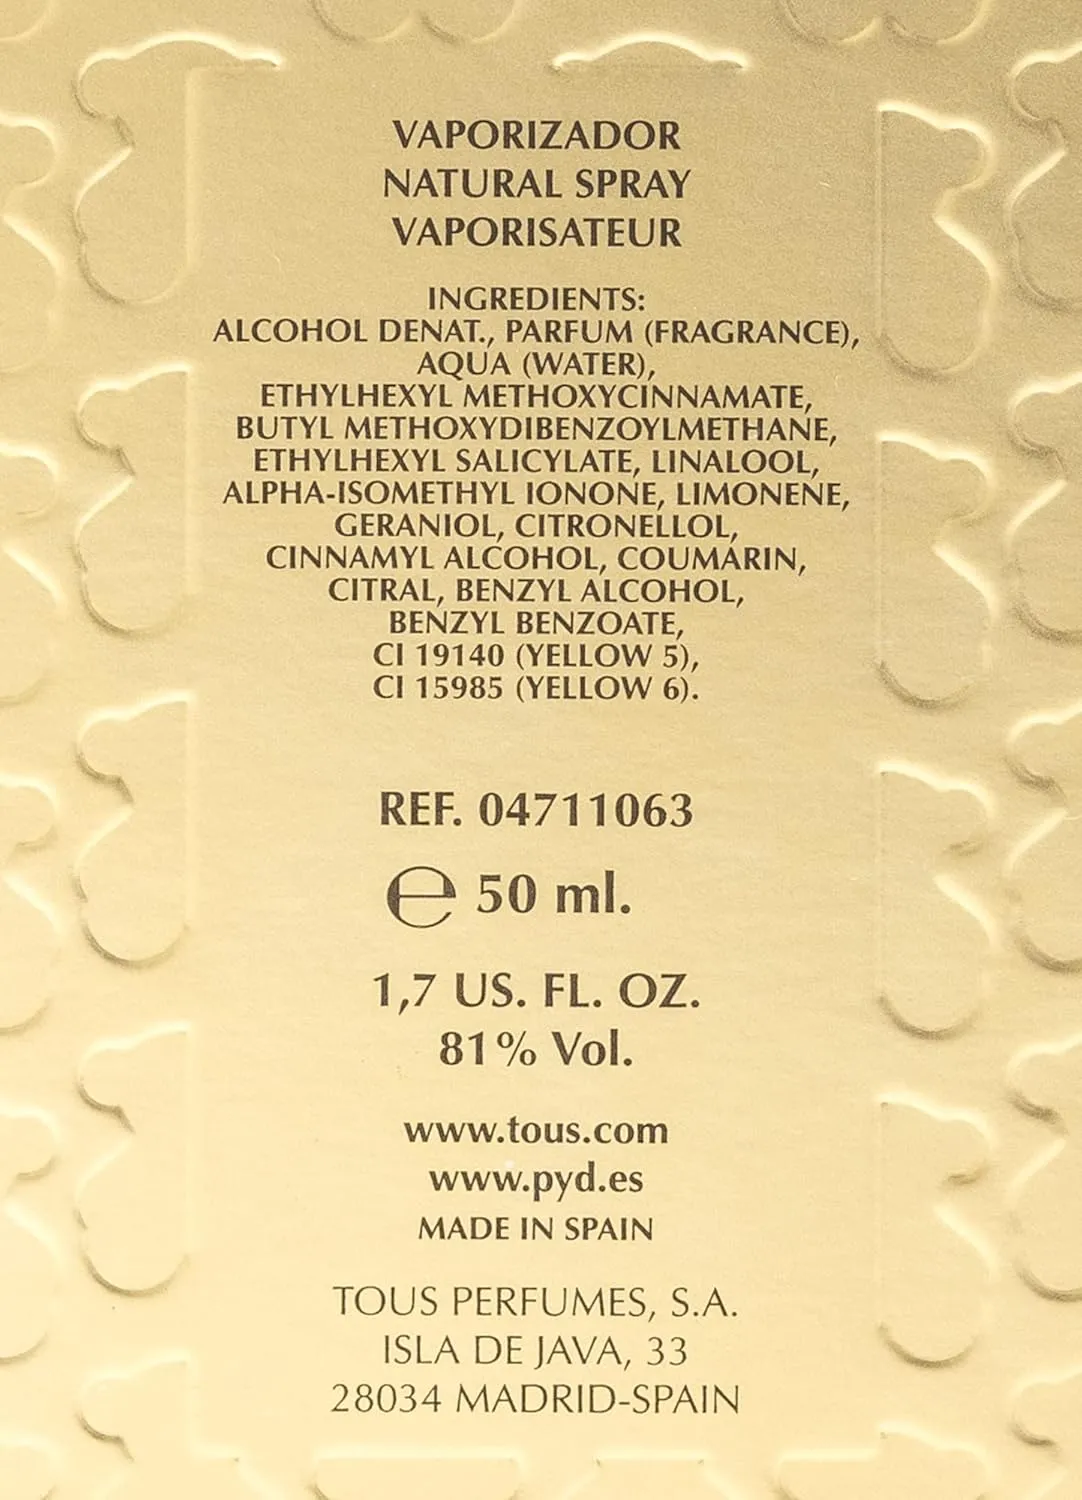 VAPORIZADOR
NATURAL SPRAY
VAPORISATEUR
INGREDIENTS:
ALCOHOL DENAT., PARFUM (FRAGRANCE),
AQUA (WATER),
ETHYLHEXYL METHOXYCINNAMATE,
BUTYL METHOXYDIBENZOYLMETHANE,
ETHYLHEXYL SALICYLATE, LINALOOL,
ALPHA-ISOMETHYL IONONE, LIMONENE,
GERANIOL, CITRONELLOL,
CINNAMYL ALCOHOL, COUMARIN,
CITRAL, BENZYL ALCOHOL,
BENZYL BENZOATE,
CI 19140 (YELLOW 5),
CI 15985 (YELLOW 6).
REF. 04711063
℮ 50 ml.
1,7 US. FL. OZ.
81% Vol.
www.tous.com
www.pyd.es
MADE IN SPAIN
TOUS PERFUMES, S.A.
ISLA DE JAVA, 33
28034 MADRID-SPAIN